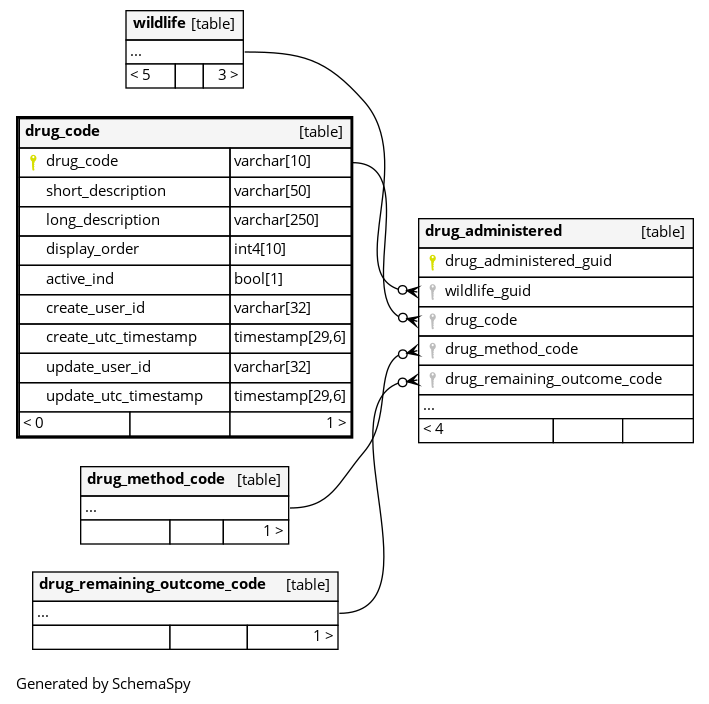 wildlife [table]
...
< 5 3 >
drug_code [table]
drug_code varchar[10]
short_description varchar[50]
long_description varchar[250]
display_order int4[10]
active_ind bool[1]
create_user_id varchar[32]
create_utc_timestamp timestamp[29,6]
update_user_id varchar[32]
update_utc_timestamp timestamp[29,6]
< 0 1 >
drug_administered [table]
drug_administered_guid
wildlife_guid
drug_code
drug_method_code
drug_remaining_outcome_code
...
< 4
drug_method_code [table]
...
1 >
drug_remaining_outcome_code [table]
...
1 >
Generated by SchemaSpy